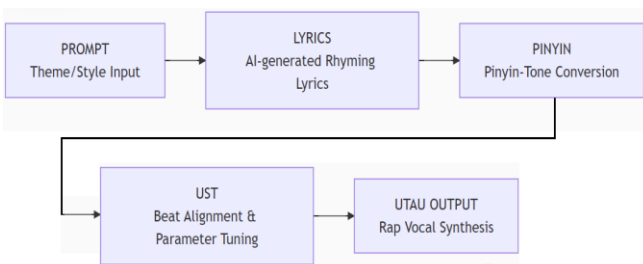 PROMPT
Theme/Style Input
LYRICS
AI-generated Rhyming
Lyrics
PINYIN
Pinyin-Tone Conversion
UST
Beat Alignment &
Parameter Tuning
UTAU OUTPUT
Rap Vocal Synthesis